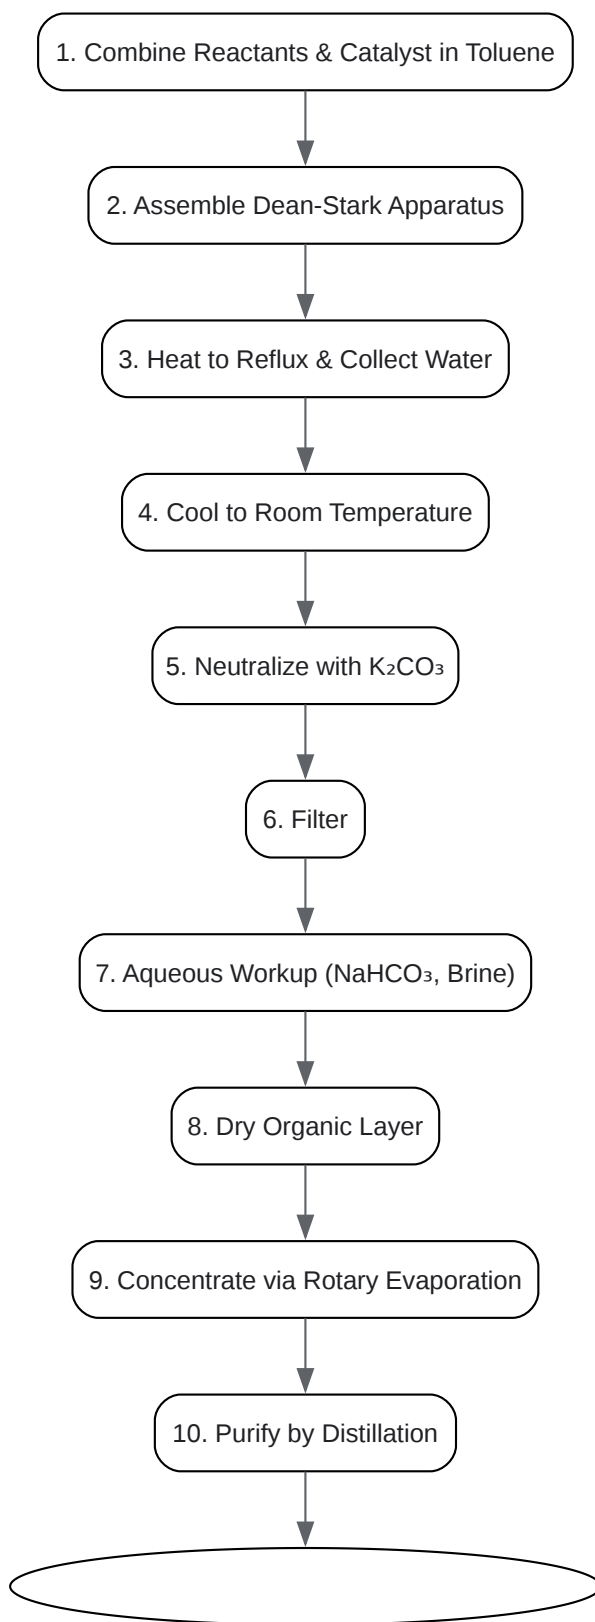 1. Combine Reactants & Catalyst in Toluene
2. Assemble Dean-Stark Apparatus
3. Heat to Reflux & Collect Water
4. Cool to Room Temperature
5. Neutralize with K₂CO₃
6. Filter
7. Aqueous Workup (NaHCO₃, Brine)
8. Dry Organic Layer
9. Concentrate via Rotary Evaporation
10. Purify by Distillation